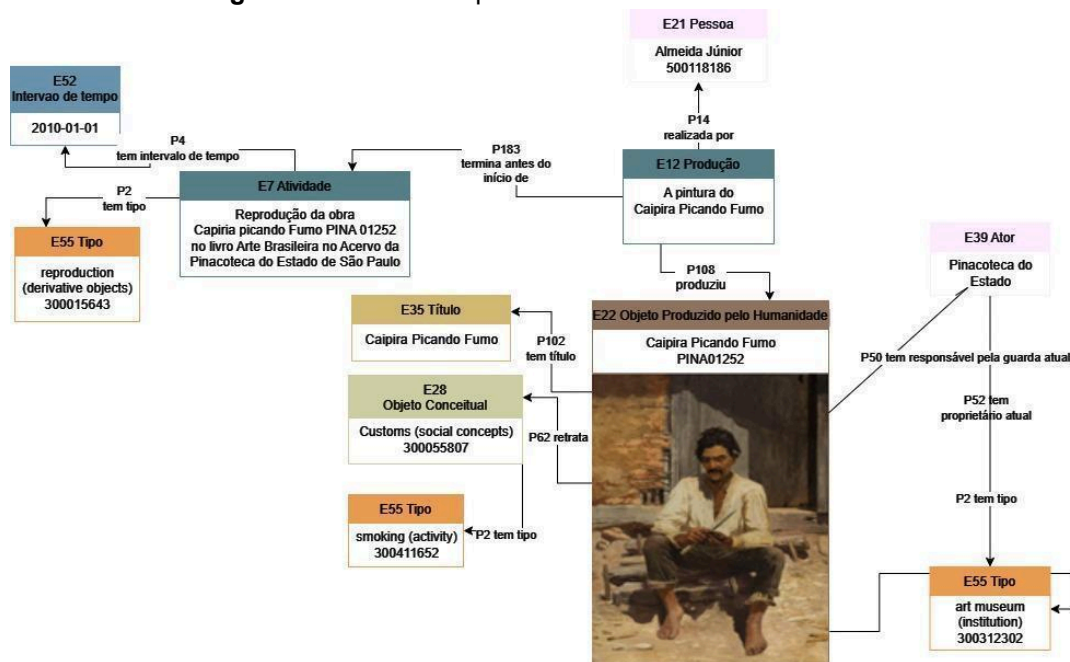 E21 Pessoa
Almeida Júnior
500118186
E52
Intervao de tempo
2010-01-01
P4
tem intervalo de tempo
P183
termina antes do
início de
P14
realizada por
E12 Produção
A pintura do
Caipira Picando Fumo
P2
tem tipo
E7 Atividade
Reprodução da obra
Capiria picando Fumo PINA 01252
no livro Arte Brasileira no Acervo da
Pinacoteca do Estado de São Paulo
E55 Tipo
reproduction
(derivative objects)
300015643
E39 Ator
Pinacoteca do
Estado
P108
produziu
E35 Título
Caipira Picando Fumo
P102
tem título
E22 Objeto Produzido pelo Humanidade
Caipira Picando Fumo
PINA01252
P50 tem responsável pela guarda atual
P52 tem
proprietário atual
E28
Objeto Conceitual
Customs (social concepts)
300055807
P62 retrata
E55 Tipo
smoking (activity)
300411652
P2 tem tipo
P2 tem tipo
E55 Tipo
art museum
(institution)
300312302